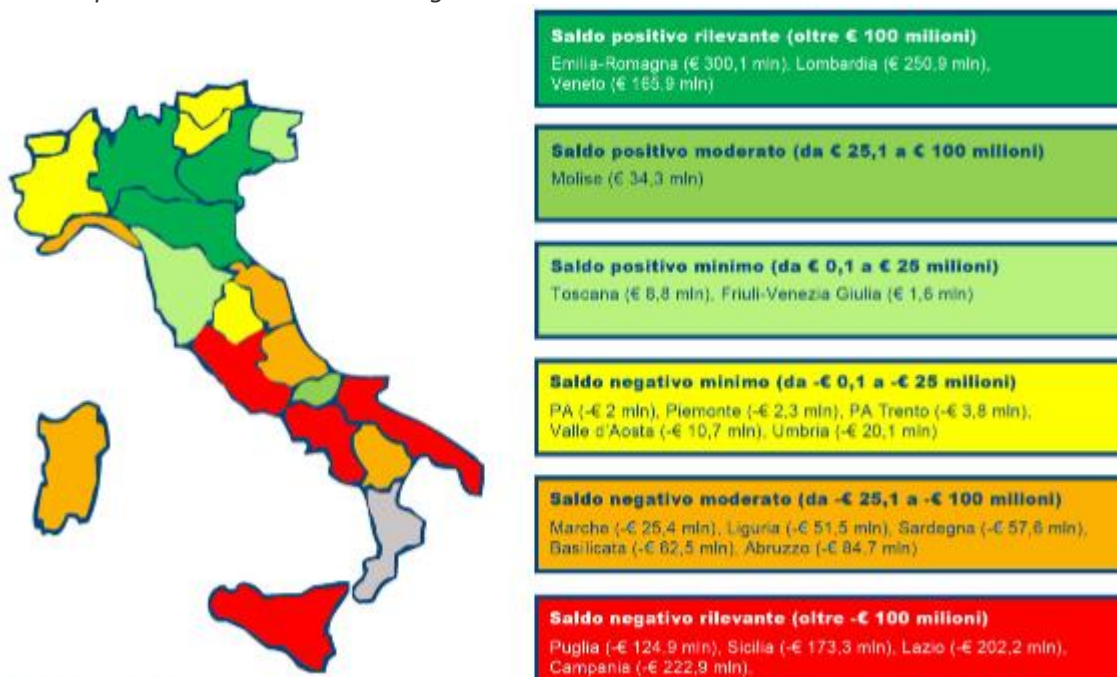 Saldo positivo rilevante (oltre € 100 milioni)
Emilia-Romagna (€ 300,1 mln), Lombardia (€ 250,9 mln),
Veneto (€ 165,9 mln)
Saldo positivo moderato (da € 25,1 a € 100 milioni)
Molise (€ 34,3 mln)
Saldo positivo minimo (da € 0,1 a € 25 milioni)
Toscana (€ 8,8 mln), Friuli-Venezia Giulia (€ 1,6 mln)
Saldo negativo minimo (da -€ 0,1 a -€ 25 milioni)
PA (-€ 2 mln), Piemonte (-€ 2,3 mln), PA Trento (-€ 3,8 mln),
Valle d'Aosta (-€ 10,7 mln), Umbria (-€ 20,1 mln)
Saldo negativo moderato (da -€ 25,1 a -€ 100 milioni)
Marche (-€ 25,4 mln), Liguria (-€ 51,5 mln), Sardegna (-€ 57,6 mln),
Basilicata (-€ 62,5 mln), Abruzzo (-€ 84,7 mln)
Saldo negativo rilevante (oltre -€ 100 milioni)
Puglia (-€ 124,9 mln), Sicilia (-€ 173,3 mln), Lazio (-€ 202,2 mln),
Campania (-€ 222,9 mln),